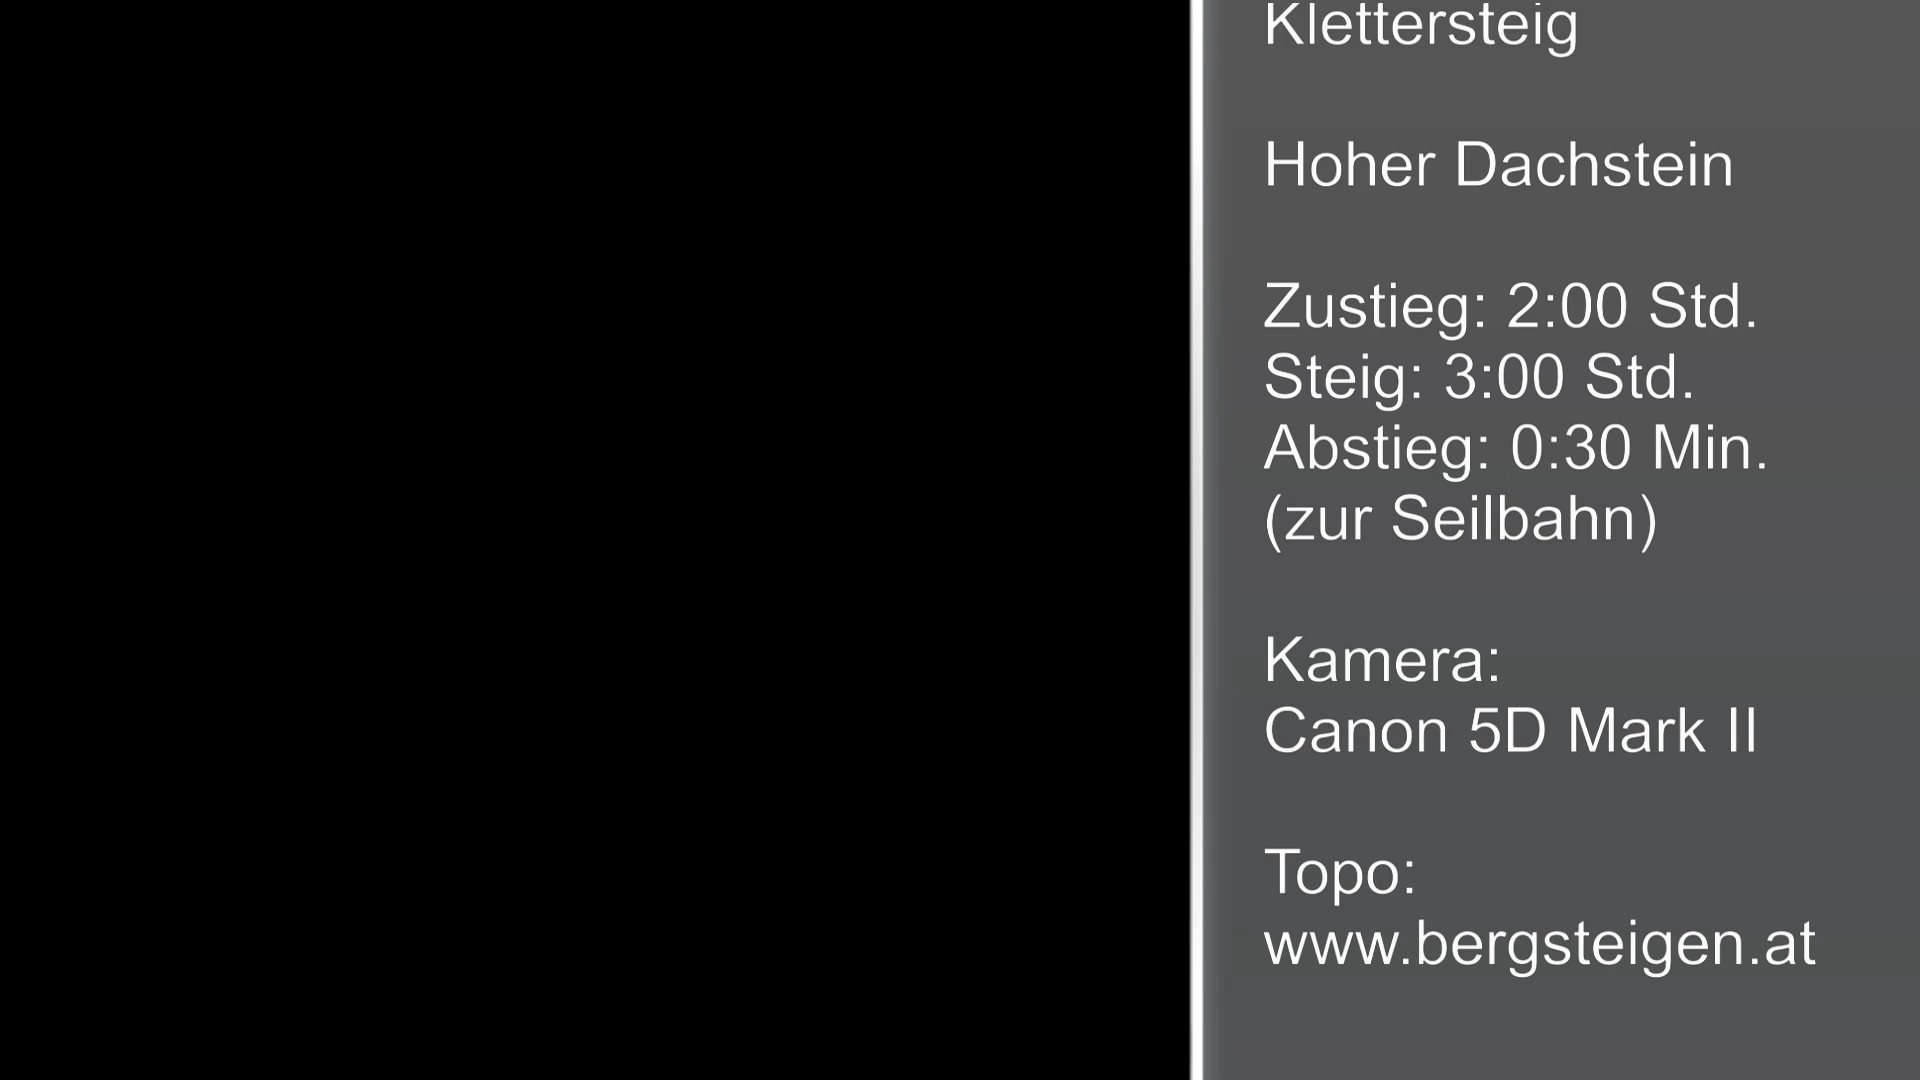 Klettersteig
Hoher Dachstein
Zustieg: 2:00 Std.
Steig: 3:00 Std.
Abstieg: 0:30 Min.
(zur Seilbahn)
Kamera:
Canon 5D Mark II
Topo:
www.bergsteigen.at